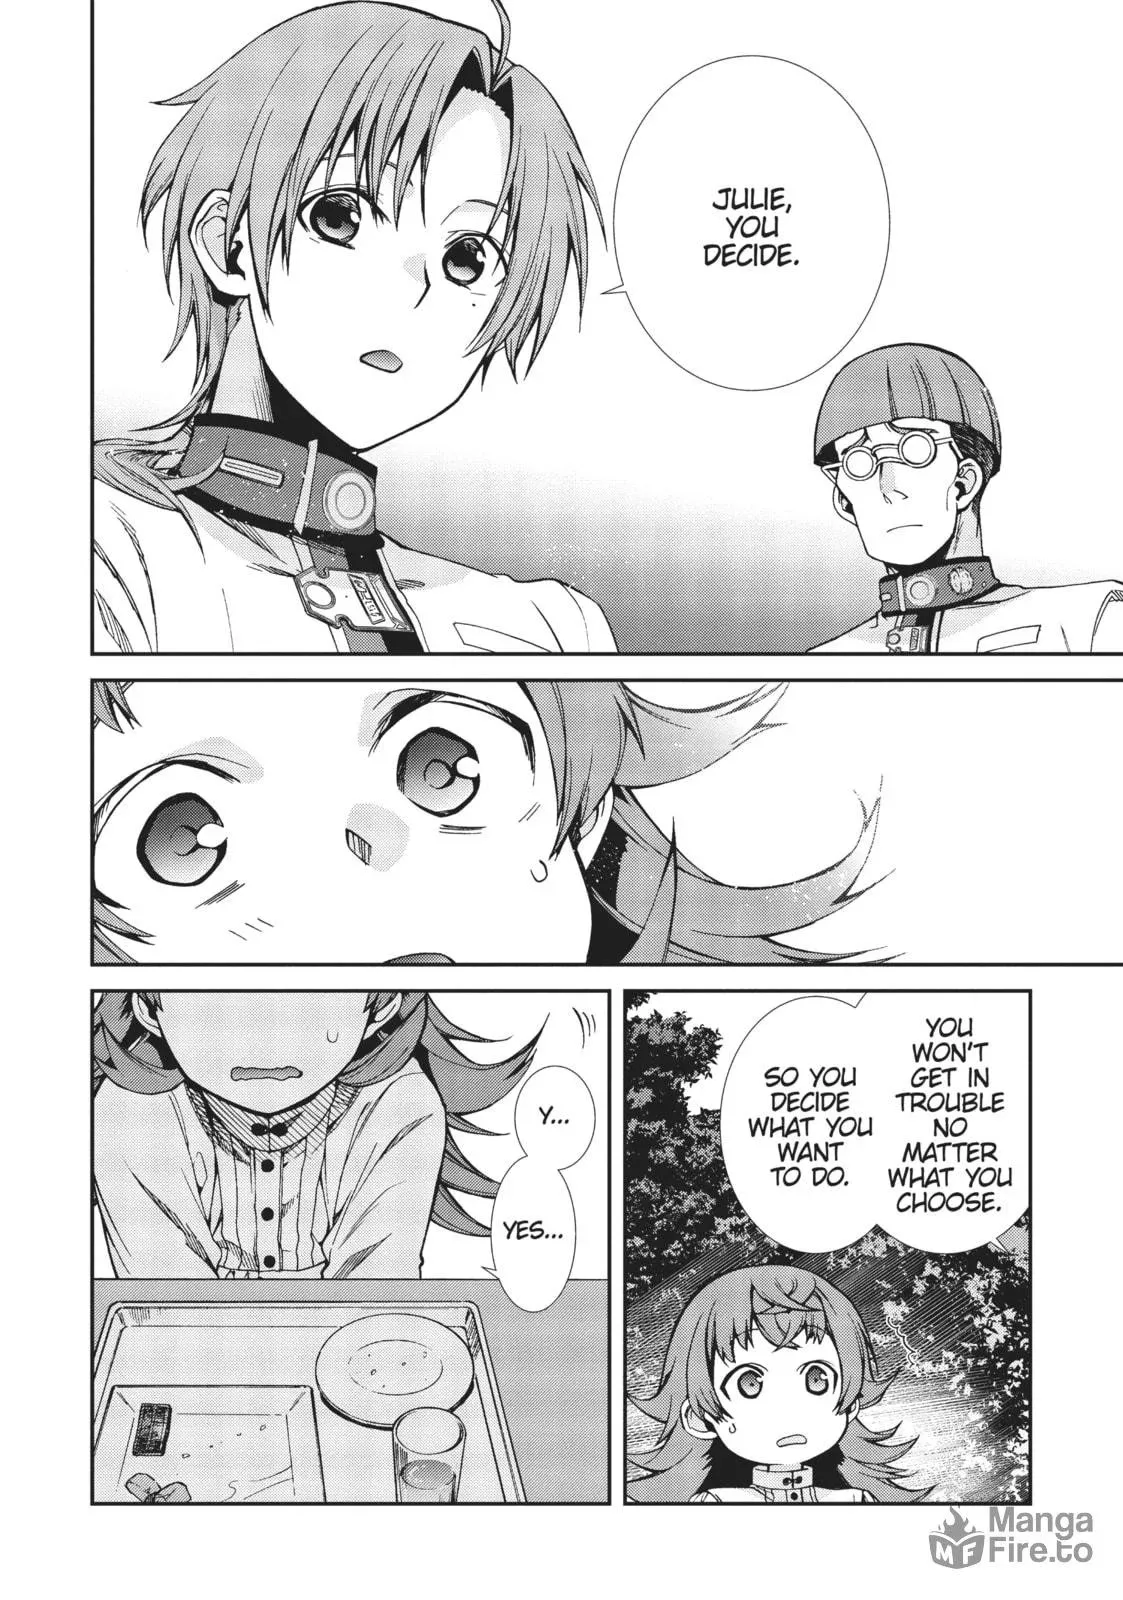 JULIE,
YOU
DECIDE.
YOU
WON'T
GET IN
TROUBLE
NO
MATTER
WHAT YOU
CHOOSE.
SO YOU
DECIDE
WHAT YOU
WANT
TO DO.
Y...
YES...
Manga
Fire.to
MF